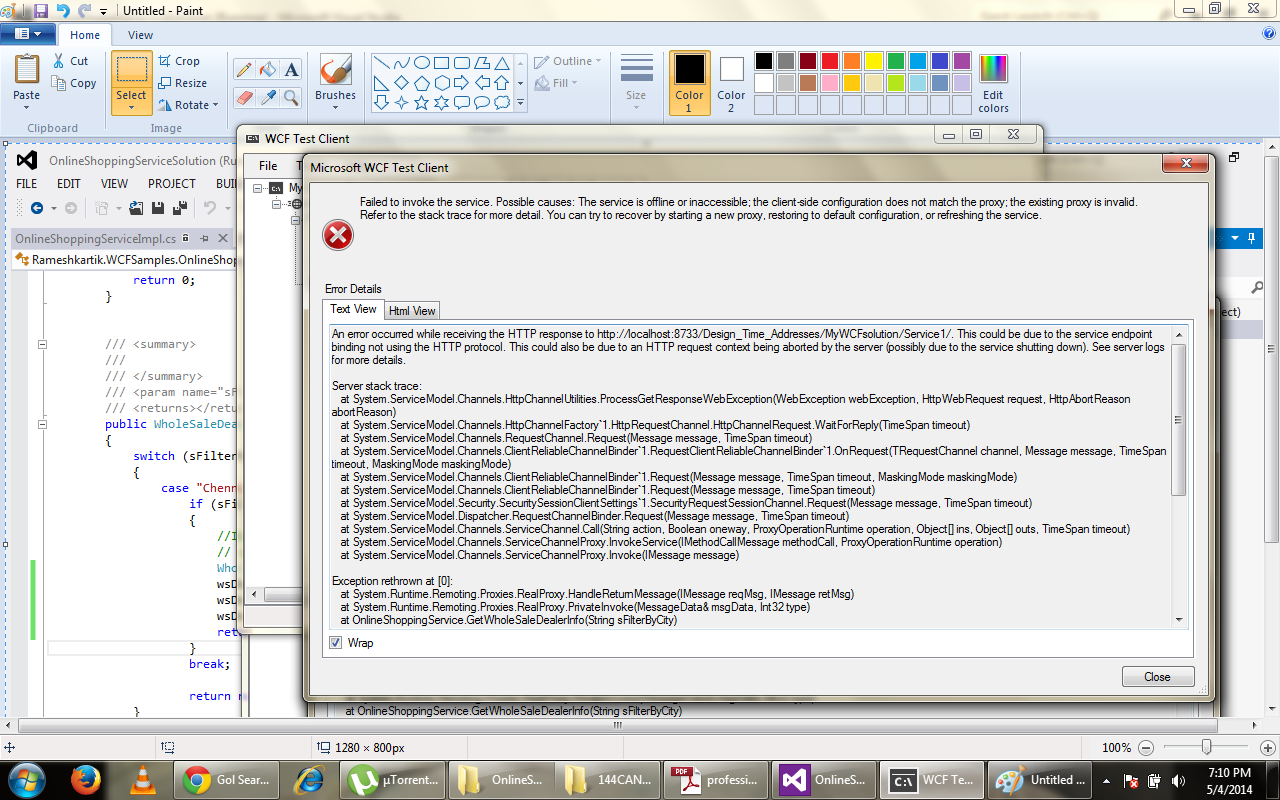 Untitled - Paint
Home
View
Paste
Cut
Copy
Clipboard
Select
Crop
Resize
Rotate
Image
A
Brushes
Outline
Fill
Size
Color 1
Color 2
Edit colors
WCF Test Client
File
OnlineShoppingServiceSolution (Ru
FILE EDIT VIEW PROJECT BUI
OnlineShoppingServiceImpl.cs
Rameshkartik.WCFSamples.OnlineShop
return 0;
}
/// <summary>
///
/// </summary>
/// <param name="sF
/// <returns></retu
public WholeSaleDea
{
switch (sFilter
{
case "Chenn
if (sFi
{
//I
//
Who
wsD
wsD
wsD
ret
}
break;
return n
}
My
ect)
Microsoft WCF Test Client
Failed to invoke the service. Possible causes: The service is offline or inaccessible; the client-side configuration does not match the proxy; the existing proxy is invalid.
Refer to the stack trace for more detail. You can try to recover by starting a new proxy, restoring to default configuration, or refreshing the service.
Error Details
Text View
Html View
An error occurred while receiving the HTTP response to http://localhost:8733/Design_Time_Addresses/MyWCFsolution/Service1/. This could be due to the service endpoint
binding not using the HTTP protocol. This could also be due to an HTTP request context being aborted by the server (possibly due to the service shutting down). See server logs
for more details.
Server stack trace:
at System.ServiceModel.Channels.HttpChannelUtilities.ProcessGetResponseWebException(WebException webException, HttpWebRequest request, HttpAbortReason
abortReason)
at System.ServiceModel.Channels.HttpChannelFactory`1.HttpRequestChannel.HttpChannelRequest.WaitForReply(TimeSpan timeout)
at System.ServiceModel.Channels.RequestChannel.Request(Message message, TimeSpan timeout)
at System.ServiceModel.Channels.ClientReliableChannelBinder`1.RequestClientReliableChannelBinder`1.OnRequest(TRequestChannel channel, Message message, TimeSpan
timeout, MaskingMode maskingMode)
at System.ServiceModel.Channels.ClientReliableChannelBinder`1.Request(Message message, TimeSpan timeout, MaskingMode maskingMode)
at System.ServiceModel.Channels.ClientReliableChannelBinder`1.Request(Message message, TimeSpan timeout)
at System.ServiceModel.Security.SecuritySessionClientSettings`1.SecurityRequestSessionChannel.Request(Message message, TimeSpan timeout)
at System.ServiceModel.Dispatcher.RequestChannelBinder.Request(Message message, TimeSpan timeout)
at System.ServiceModel.Channels.ServiceChannel.Call(String action, Boolean oneway, ProxyOperationRuntime operation, Object[] ins, Object[] outs, TimeSpan timeout)
at System.ServiceModel.Channels.ServiceChannelProxy.InvokeService(IMethodCallMessage methodCall, ProxyOperationRuntime operation)
at System.ServiceModel.Channels.ServiceChannelProxy.Invoke(IMessage message)
Exception rethrown at [0]:
at System.Runtime.Remoting.Proxies.RealProxy.HandleReturnMessage(IMessage reqMsg, IMessage retMsg)
at System.Runtime.Remoting.Proxies.RealProxy.PrivateInvoke(MessageData& msgData, Int32 type)
at OnlineShoppingService.GetWholeSaleDealerInfo(String sFilterByCity)
Wrap
Close
at OnlineShoppingService.GetWholeSaleDealerInfo(String sFilterByCity)
1280 × 800px
100%
Gol Sear...
µTorrent...
OnlineS...
144CAN...
PDF
professi...
OnlineS...
C:\
WCF Te...
Untitled ...
7:10 PM
5/4/2014